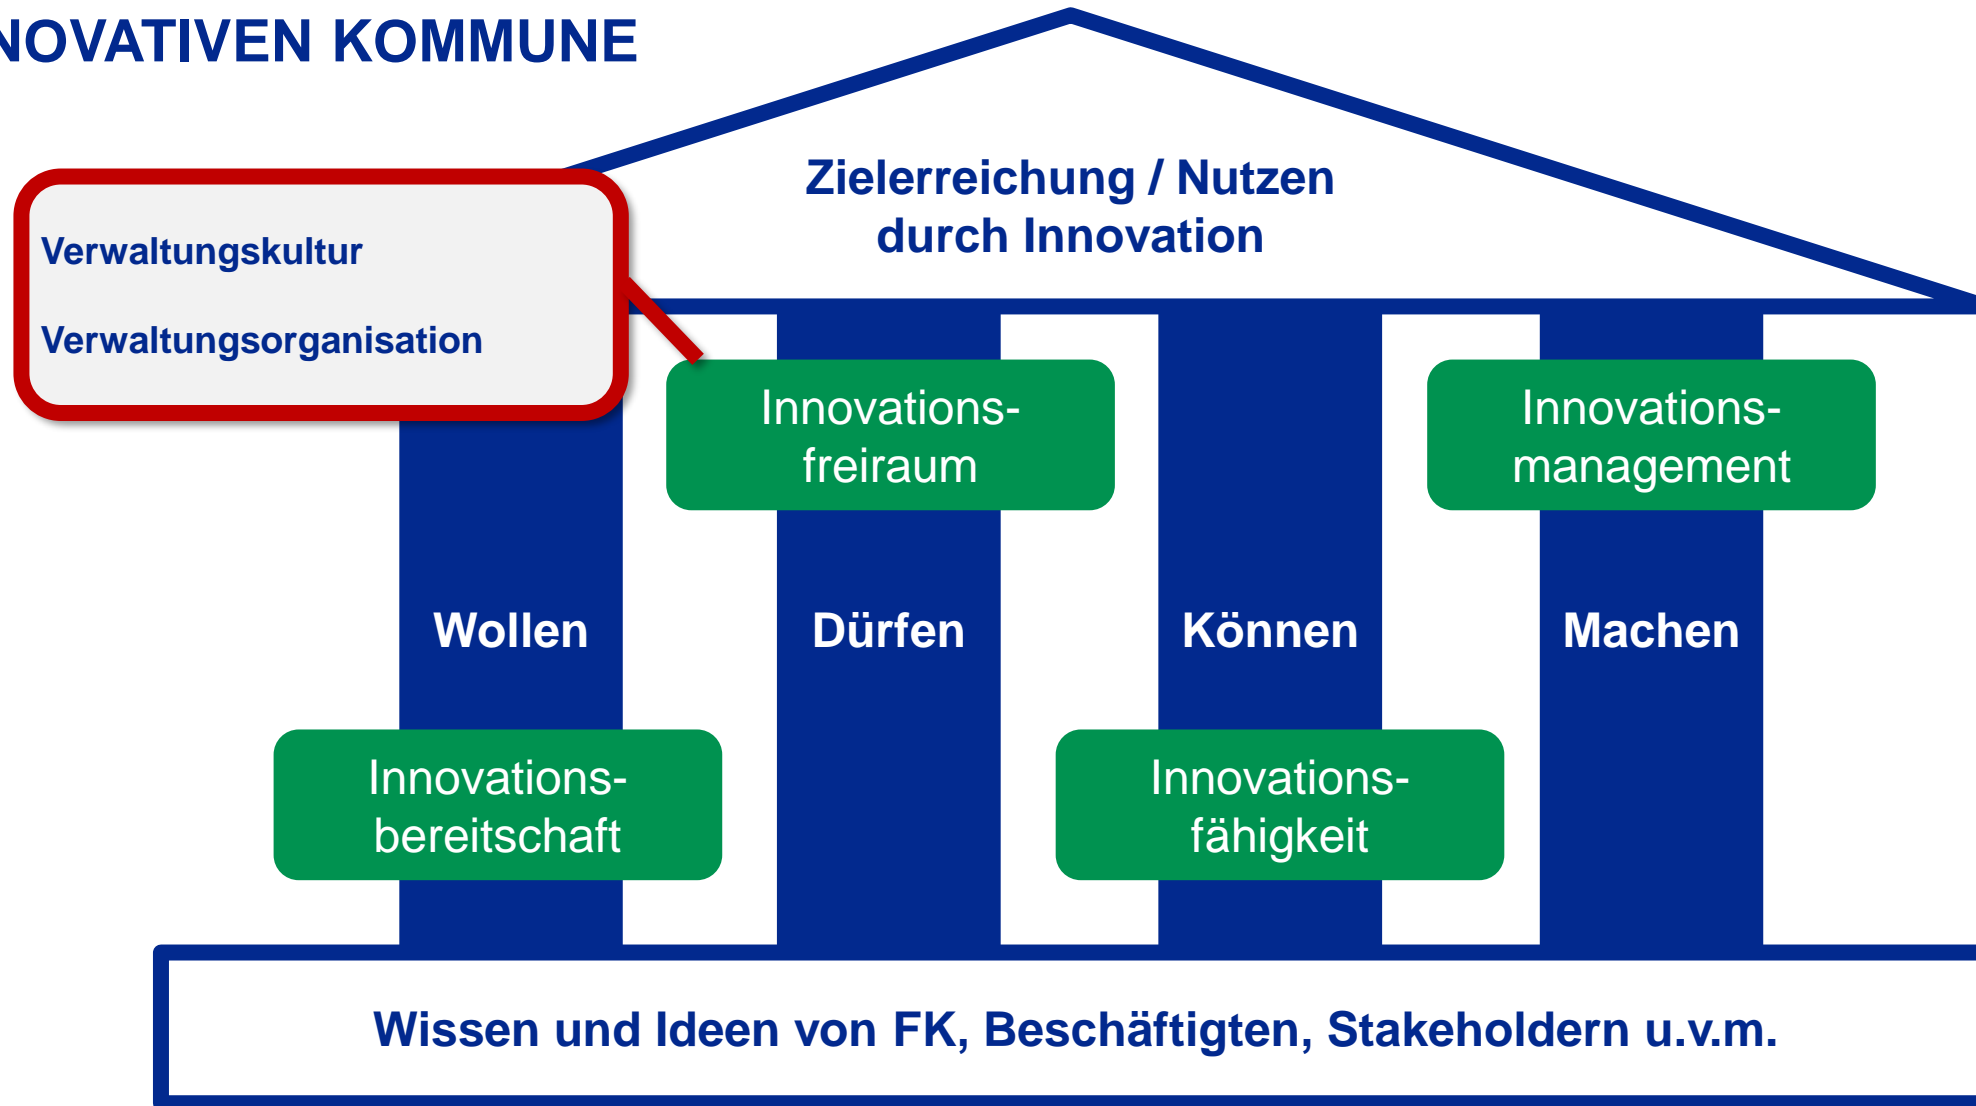 NOVATIVEN KOMMUNE
Zielerreichung / Nutzen
durch Innovation
Verwaltungskultur
Verwaltungsorganisation
Innovations-
freiraum
Innovations-
management
Wollen
Dürfen
Können
Machen
Innovations-
bereitschaft
Innovations-
fähigkeit
Wissen und Ideen von FK, Beschäftigten, Stakeholdern u.v.m.